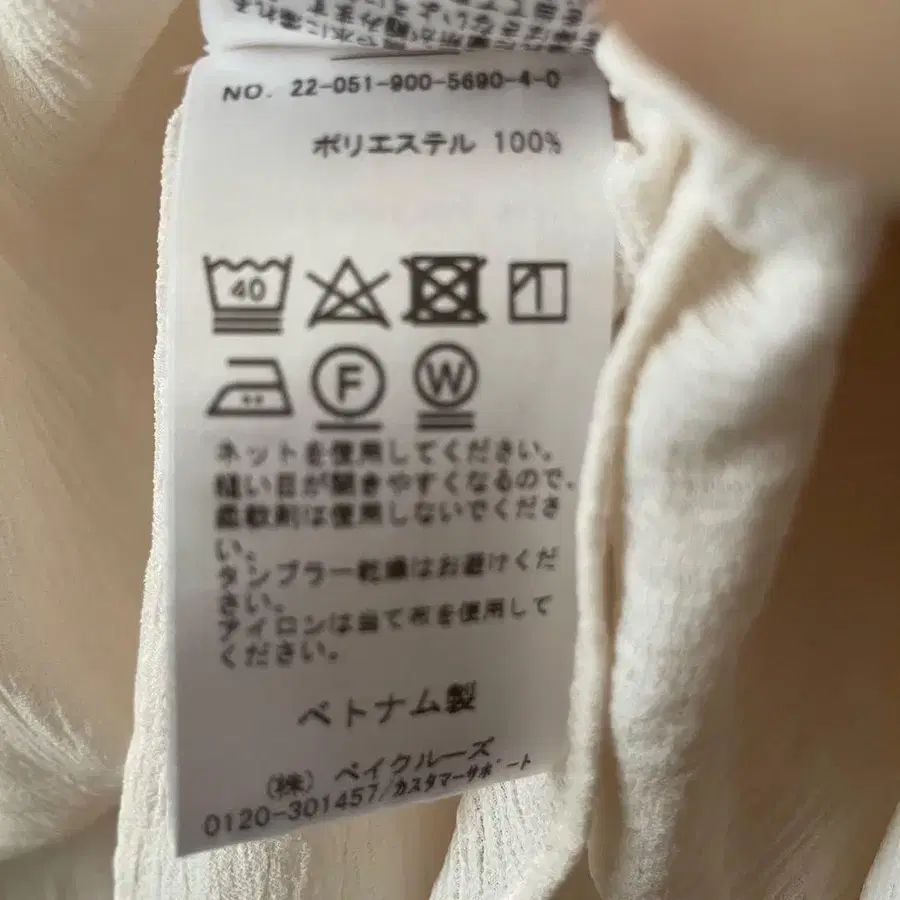 NO. 22-051-900-5690-4-0
ポリエステル 100%
40
F
W
ネットを使用してください。
縫い目が開きやすくなるので、
柔軟剤は使用しないでくださ
い。
タンブラー乾燥はお避けくだ
さい。
アイロンは当て布を使用して
ください。
ベトナム製
(株) ベイクルーズ
0120-301457/カスタマーサポート